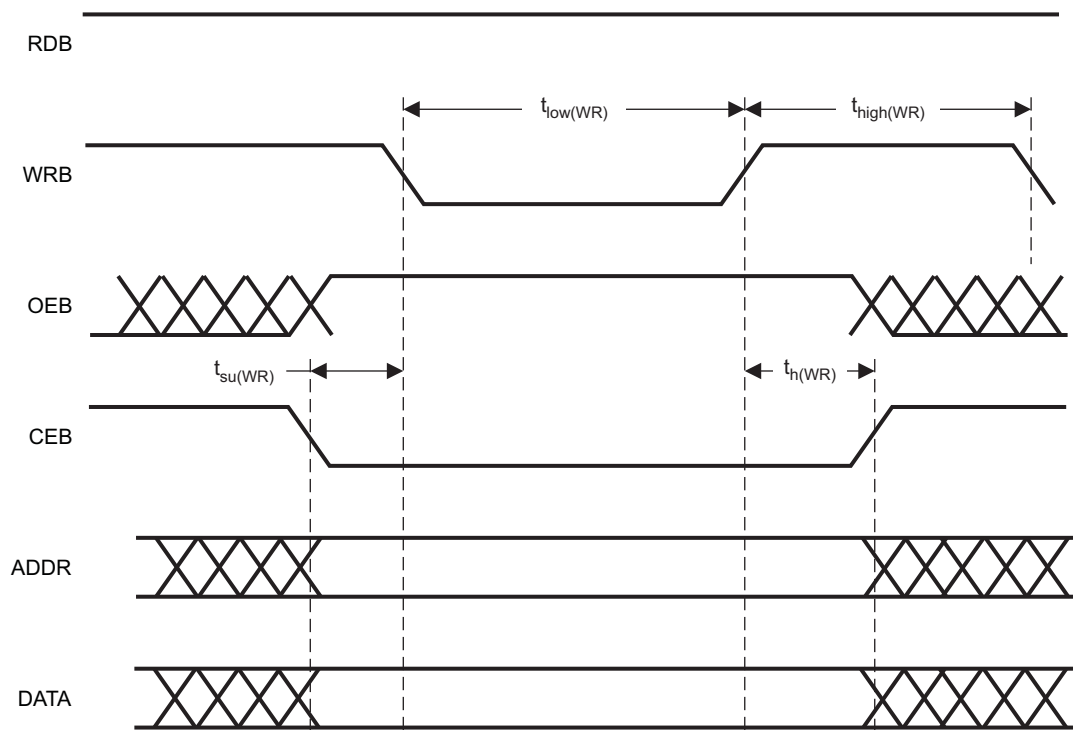 RDB
t_low(WR)
t_high(WR)
WRB
OEB
t_su(WR)
t_h(WR)
CEB
ADDR
DATA